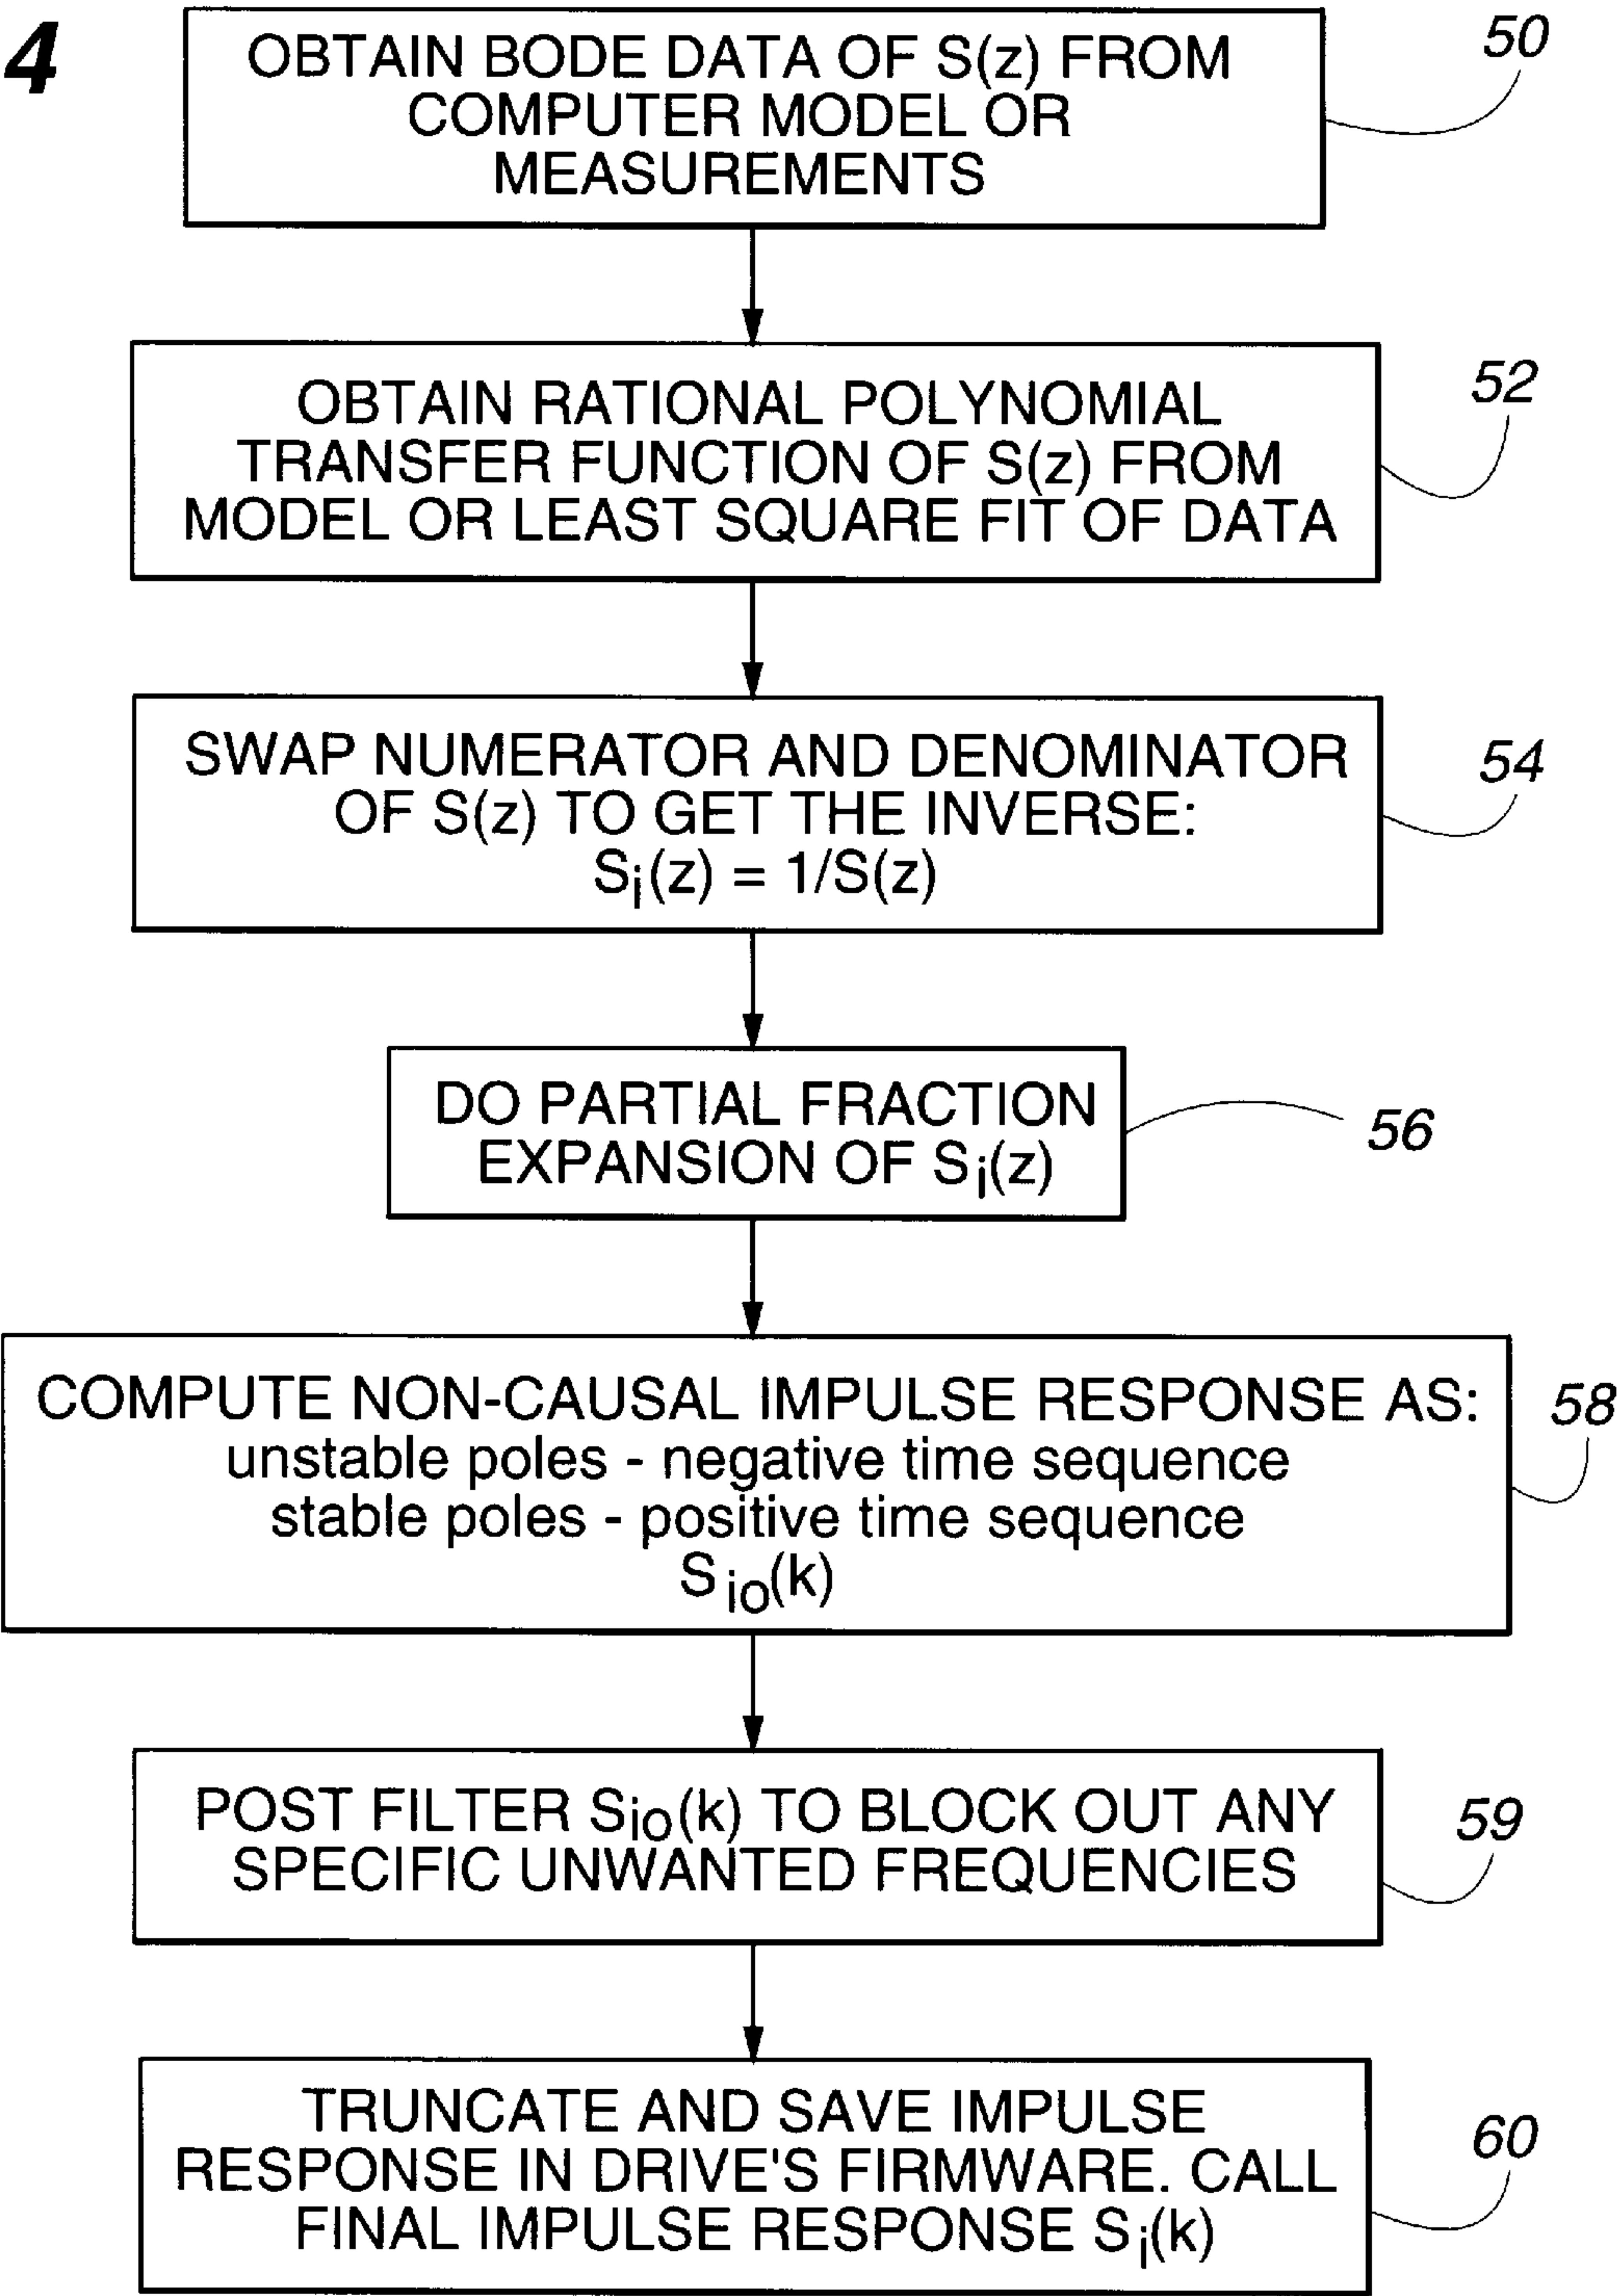 4
OBTAIN BODE DATA OF S(z) FROM
COMPUTER MODEL OR
MEASUREMENTS
50
OBTAIN RATIONAL POLYNOMIAL
TRANSFER FUNCTION OF S(z) FROM
MODEL OR LEAST SQUARE FIT OF DATA
52
SWAP NUMERATOR AND DENOMINATOR
OF S(z) TO GET THE INVERSE:
Si(z) = 1/S(z)
54
DO PARTIAL FRACTION
EXPANSION OF Si(z)
56
COMPUTE NON-CAUSAL IMPULSE RESPONSE AS:
unstable poles - negative time sequence
stable poles - positive time sequence
Sio(k)
58
POST FILTER Sio(k) TO BLOCK OUT ANY
SPECIFIC UNWANTED FREQUENCIES
59
TRUNCATE AND SAVE IMPULSE
RESPONSE IN DRIVE'S FIRMWARE. CALL
FINAL IMPULSE RESPONSE Si(k)
60